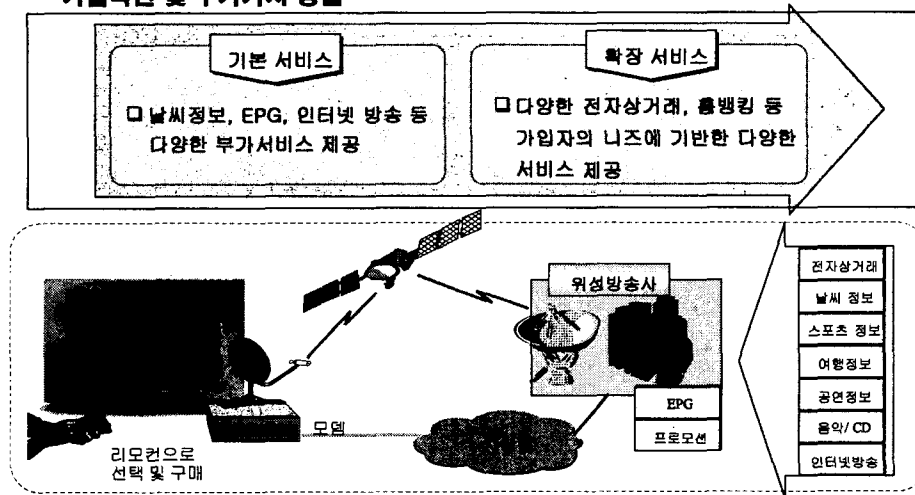 기본 서비스
□ 날씨정보, EPG, 인터넷 방송 등
다양한 부가서비스 제공
확장 서비스
□ 다양한 전자상거래, 홈뱅킹 등
가입자의 니즈에 기반한 다양한
서비스 제공
위성방송사
EPG
프로모션
모뎀
리모컨으로
선택 및 구매
전자상거래
날씨 정보
스포츠 정보
여행정보
공연정보
음악/ CD
인터넷방송